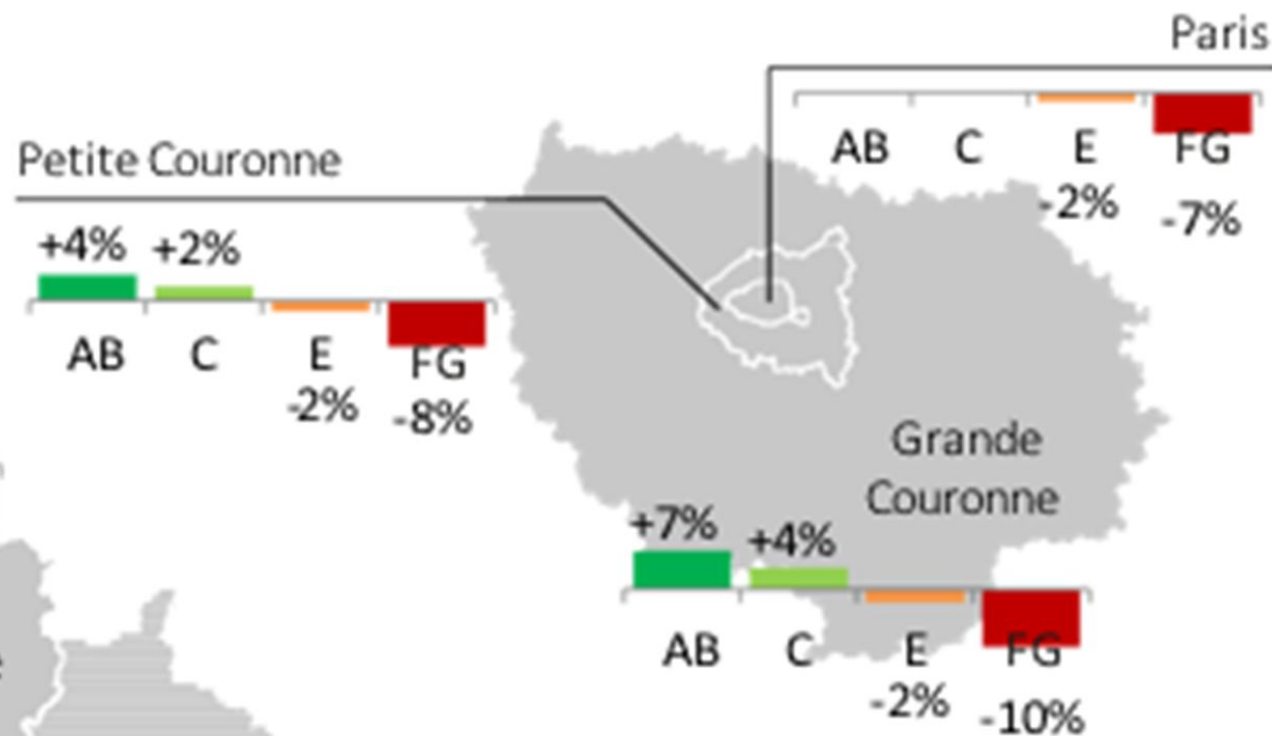 Paris
AB C E FG
-2% -7%
Petite Couronne
+4% +2%
AB C E FG
-2% -8%
Grande
Couronne
+7% +4%
AB C E FG
-2% -10%